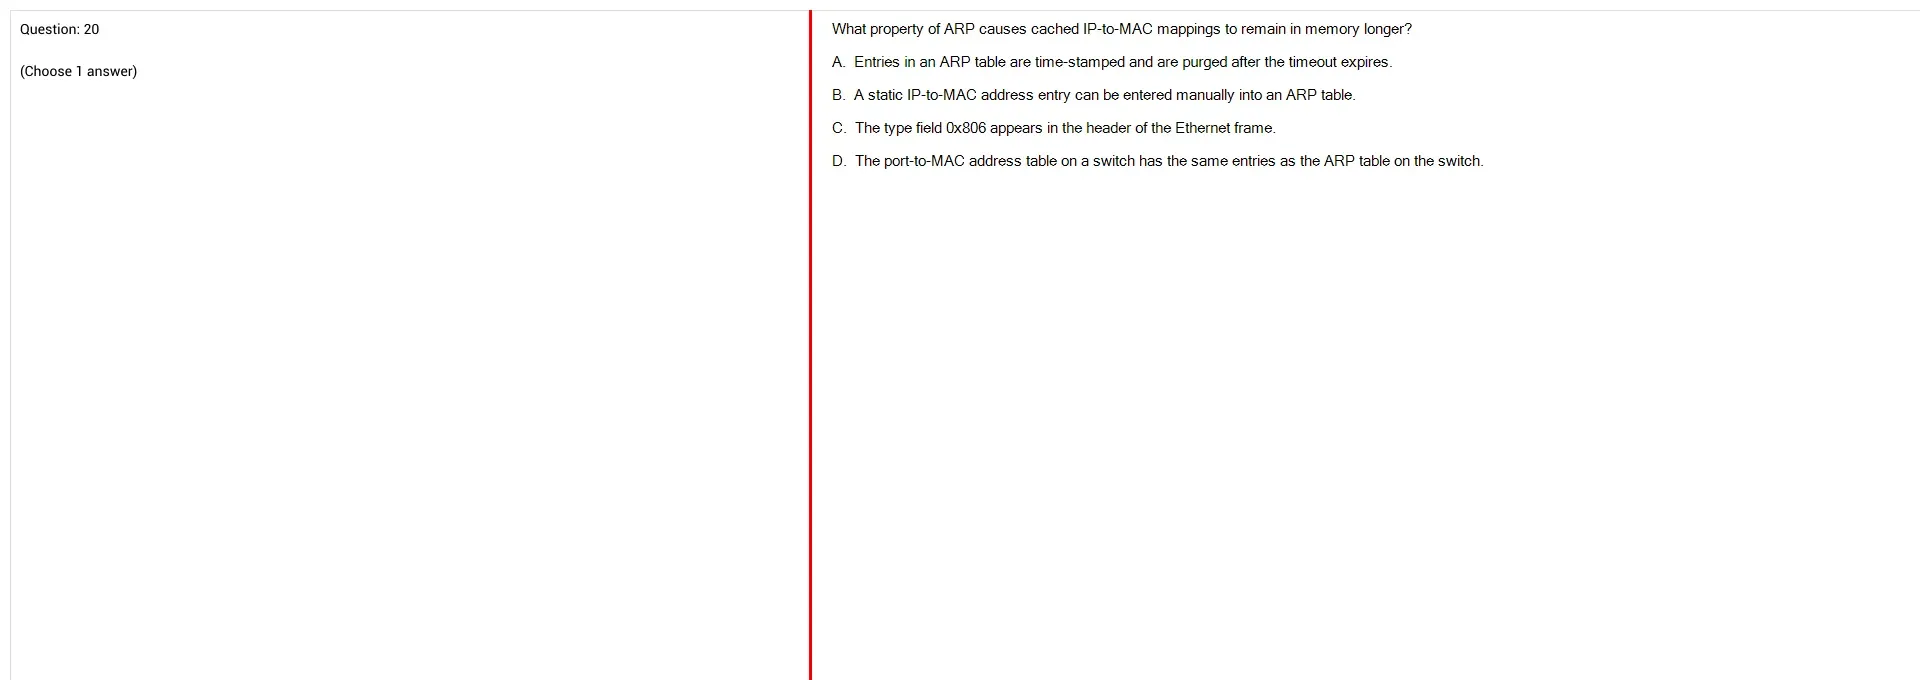 Question: 20
(Choose 1 answer)
What property of ARP causes cached IP-to-MAC mappings to remain in memory longer?
A. Entries in an ARP table are time-stamped and are purged after the timeout expires.
B. A static IP-to-MAC address entry can be entered manually into an ARP table.
C. The type field 0x806 appears in the header of the Ethernet frame.
D. The port-to-MAC address table on a switch has the same entries as the ARP table on the switch.